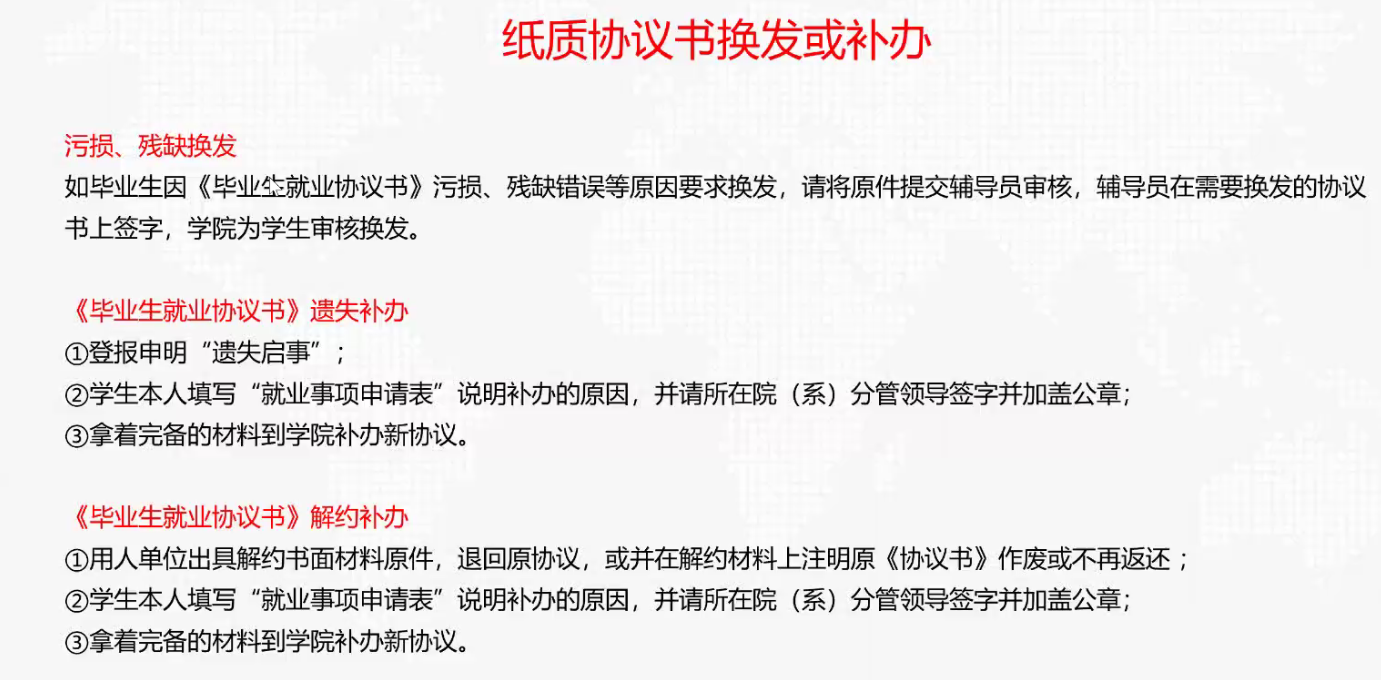 纸质协议书换发或补办
污损、残缺换发
如毕业生因《毕业生就业协议书》污损、残缺错误等原因要求换发，请将原件提交辅导员审核，辅导员在需要换发的协议
书上签字，学院为学生审核换发。
《毕业生就业协议书》遗失补办
①登报申明“遗失启事”；
②学生本人填写“就业事项申请表”说明补办的原因，并请所在院（系）分管领导签字并加盖公章；
③拿着完备的材料到学院补办新协议。
《毕业生就业协议书》解约补办
①用人单位出具解约书面材料原件，退回原协议，或并在解约材料上注明原《协议书》作废或不再返还；
②学生本人填写“就业事项申请表”说明补办的原因，并请所在院（系）分管领导签字并加盖公章；
③拿着完备的材料到学院补办新协议。